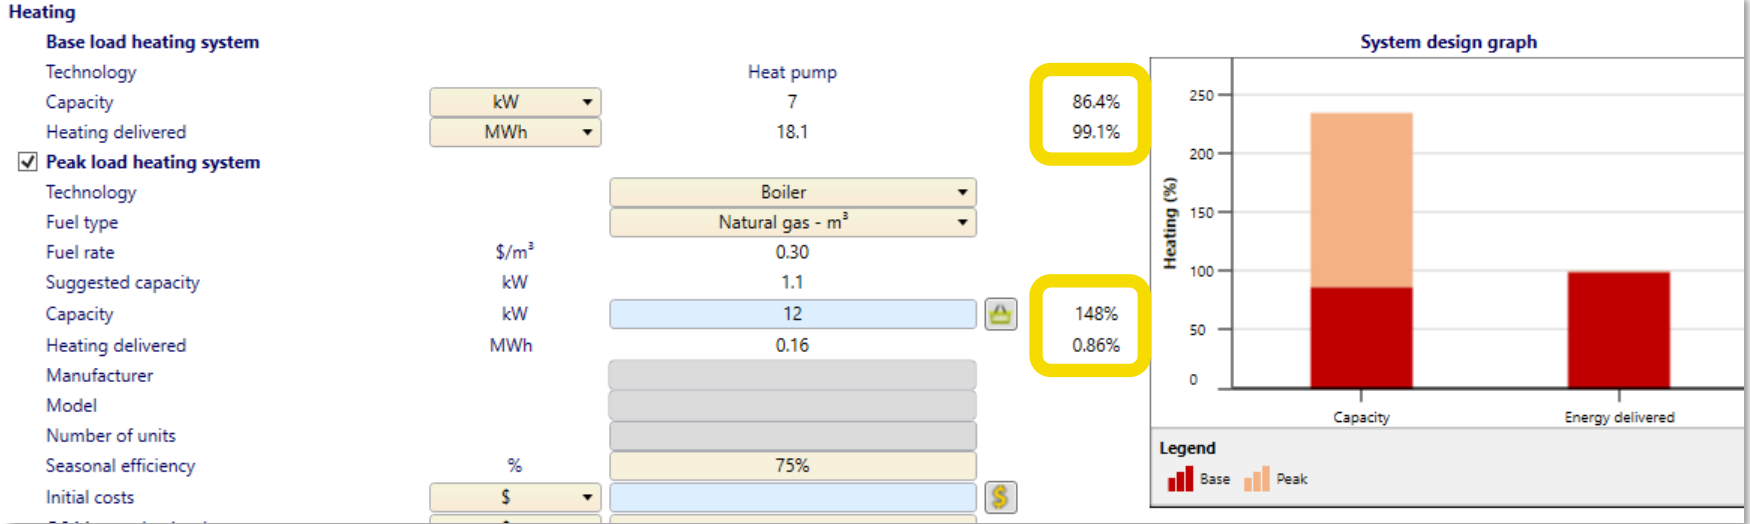 Heating
Base load heating system
System design graph
Technology Heat pump
Capacity kW 7 86.4%
Heating delivered MWh 18.1 99.1%
Peak load heating system
Technology Boiler
Fuel type Natural gas - m³
Fuel rate $/m³ 0.30
Suggested capacity kW 1.1
Capacity kW 12 148%
Heating delivered MWh 0.16 0.86%
Manufacturer
Model
Number of units
Seasonal efficiency % 75%
Initial costs $ $
Heating (%)
250
200
150
100
50
0
Capacity Energy delivered
Legend
Base Peak